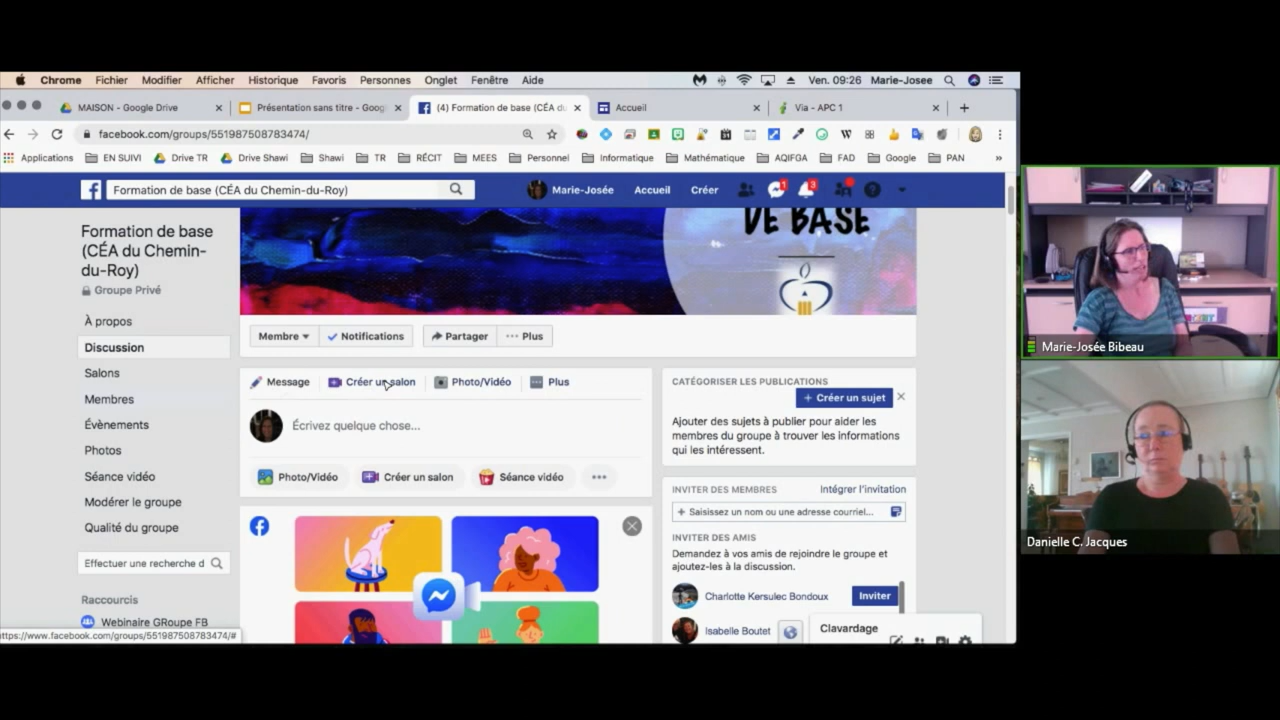 Chrome Fichier Modifier Afficher Historique Favoris Personnes Onglet Fenêtre Aide Ven. 09:26 Marie-Josee
MAISON - Google Drive Présentation sans titre - Goog (4) Formation de base (CÉA du Accueil Via - APC 1
facebook.com/groups/551987508783474/
Applications EN SUIVI Drive TR Drive Shawi Shawi TR RÉCIT MEES Personnel Informatique Mathématique AQIFGA FAD Google PAN »
Formation de base (CÉA du Chemin-du-Roy) Marie-Josée Accueil Créer
1 3
DE BASE
Formation de base
(CÉA du Chemin-
du-Roy)
Groupe Privé
À propos
Discussion
Salons
Membres
Évènements
Photos
Séance vidéo
Modérer le groupe
Qualité du groupe
Effectuer une recherche d
Raccourcis
Webinaire GRoupe FB
https://www.facebook.com/groups/551987508783474/#
Membre Notifications Partager Plus
Message Créer un salon Photo/Vidéo Plus
Écrivez quelque chose...
Photo/Vidéo Créer un salon Séance vidéo
CATÉGORISER LES PUBLICATIONS
+ Créer un sujet
Ajouter des sujets à publier pour aider les
membres du groupe à trouver les informations
qui les intéressent.
INVITER DES MEMBRES Intégrer l'invitation
+ Saisissez un nom ou une adresse courriel...
INVITER DES AMIS
Demandez à vos amis de rejoindre le groupe et
ajoutez-les à la discussion.
Charlotte Kersulec Bondoux Inviter
Isabelle Boutet
Clavardage
Marie-Josée Bibeau
Danielle C. Jacques